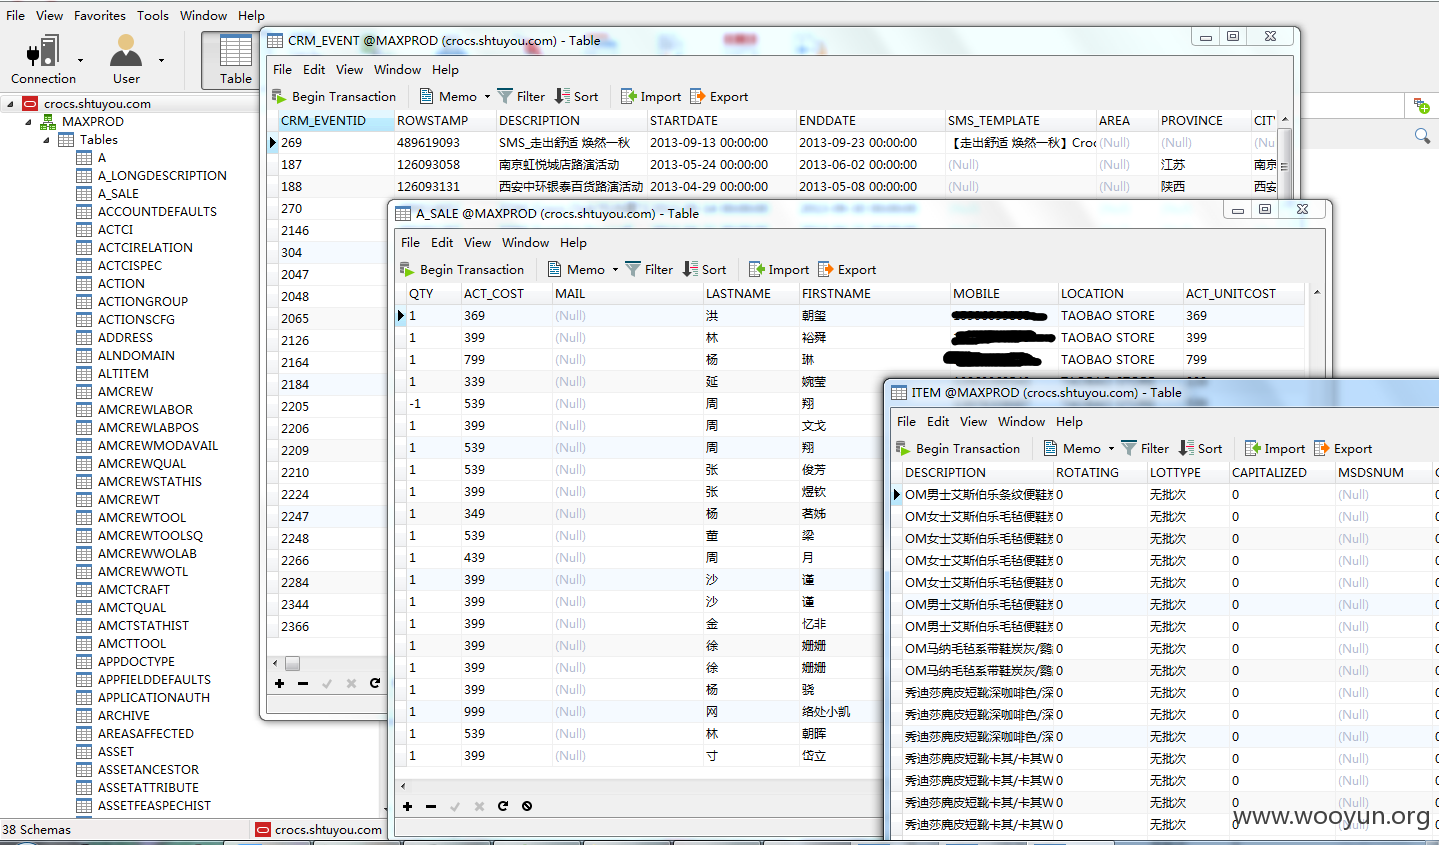 File View Favorites Tools Window Help
Connection User Table
crocs.shtuyou.com
MAXPROD
Tables
A
A_LONGDESCRIPTION
A_SALE
ACCOUNTDEFAULTS
ACTCI
ACTCIRELATION
ACTCISPEC
ACTION
ACTIONGROUP
ACTIONSCFG
ADDRESS
ALNDOMAIN
ALTITEM
AMCREW
AMCREWLABOR
AMCREWLABPOS
AMCREWMODAVAIL
AMCREWQUAL
AMCREWSTATHIS
AMCREWT
AMCREWTOOL
AMCREWTOOLSQ
AMCREWWOLAB
AMCREWWOTL
AMCTCRAFT
AMCTQUAL
AMCTSTATHIST
AMCTTOOL
APPDOCTYPE
APPFIELDDEFAULTS
APPLICATIONAUTH
ARCHIVE
AREASAFFECTED
ASSET
ASSETANCESTOR
ASSETATTRIBUTE
ASSETFEASPECHIST
38 Schemas crocs.shtuyou.com
CRM_EVENT @MAXPROD (crocs.shtuyou.com) - Table
File Edit View Window Help
Begin Transaction Memo Filter Sort Import Export
CRM_EVENTID ROWSTAMP DESCRIPTION STARTDATE ENDDATE SMS_TEMPLATE AREA PROVINCE CITY
269 489619093 SMS_走出舒适 焕然一秋 2013-09-13 00:00:00 2013-09-23 00:00:00 【走出舒适 焕然一秋】Croc (Null) (Null) (Nu
187 126093058 南京虹悦城店路演活动 2013-05-24 00:00:00 2013-06-02 00:00:00 (Null) (Null) 江苏 南京
188 126093131 西安中环银泰百货路演活动 2013-04-29 00:00:00 2013-05-08 00:00:00 (Null) (Null) 陕西 西安
270
2146
304
2047
2048
2065
2126
2164
2184
2205
2206
2209
2210
2224
2247
2248
2266
2284
2344
2366
A_SALE @MAXPROD (crocs.shtuyou.com) - Table
File Edit View Window Help
Begin Transaction Memo Filter Sort Import Export
QTY ACT_COST MAIL LASTNAME FIRSTNAME MOBILE LOCATION ACT_UNITCOST
1 369 (Null) 洪 朝玺 TAOBAO STORE 369
1 399 (Null) 林 裕舜 TAOBAO STORE 399
1 799 (Null) 杨 琳 TAOBAO STORE 799
1 339 (Null) 延 婉莹
-1 539 (Null) 周 翔
1 399 (Null) 周 文戈
1 539 (Null) 周 翔
1 539 (Null) 张 俊芳
1 399 (Null) 张 煜钦
1 349 (Null) 杨 茗姊
1 539 (Null) 董 梁
1 439 (Null) 周 月
1 399 (Null) 沙 谨
1 399 (Null) 沙 谨
1 399 (Null) 金 忆非
1 399 (Null) 徐 姗姗
1 399 (Null) 徐 姗姗
1 399 (Null) 杨 骁
1 999 (Null) 网 络处小凯
1 539 (Null) 林 朝晖
1 399 (Null) 寸 岱立
ITEM @MAXPROD (crocs.shtuyou.com) - Table
File Edit View Window Help
Begin Transaction Memo Filter Sort Import Export
DESCRIPTION ROTATING LOTTYPE CAPITALIZED MSDSNUM
OM男士艾斯伯乐条纹便鞋炭 0 无批次 0 (Null)
OM女士艾斯伯乐毛毡便鞋炭 0 无批次 0 (Null)
OM女士艾斯伯乐毛毡便鞋炭 0 无批次 0 (Null)
OM女士艾斯伯乐毛毡便鞋炭 0 无批次 0 (Null)
OM女士艾斯伯乐毛毡便鞋炭 0 无批次 0 (Null)
OM男士艾斯伯乐毛毡便鞋炭 0 无批次 0 (Null)
OM男士艾斯伯乐毛毡便鞋炭 0 无批次 0 (Null)
OM马纳毛毡系带鞋炭灰/鹅 0 无批次 0 (Null)
OM马纳毛毡系带鞋炭灰/鹅 0 无批次 0 (Null)
秀迪莎麂皮短靴深咖啡色/深 0 无批次 0 (Null)
秀迪莎麂皮短靴深咖啡色/深 0 无批次 0 (Null)
秀迪莎麂皮短靴深咖啡色/深 0 无批次 0 (Null)
秀迪莎麂皮短靴卡其/卡其W 0 无批次 0 (Null)
秀迪莎麂皮短靴卡其/卡其W 0 无批次 0 (Null)
秀迪莎麂皮短靴卡其/卡其W 0 无批次 0 (Null)
秀迪莎麂皮短靴卡其/卡其W 0 无批次 0 (Null)
www.wooyun.org